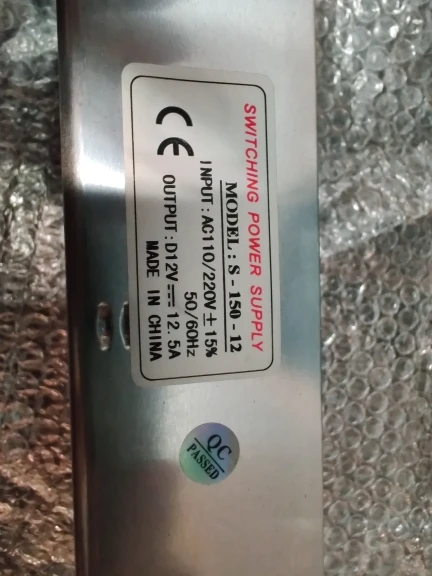 SWITCHING POWER SUPPLY
MODEL: S-150-12
INPUT: AC110/220V±15%
50/60Hz
OUTPUT: D12V⎓12.5A
MADE IN CHINA
CE
QC
PASSED